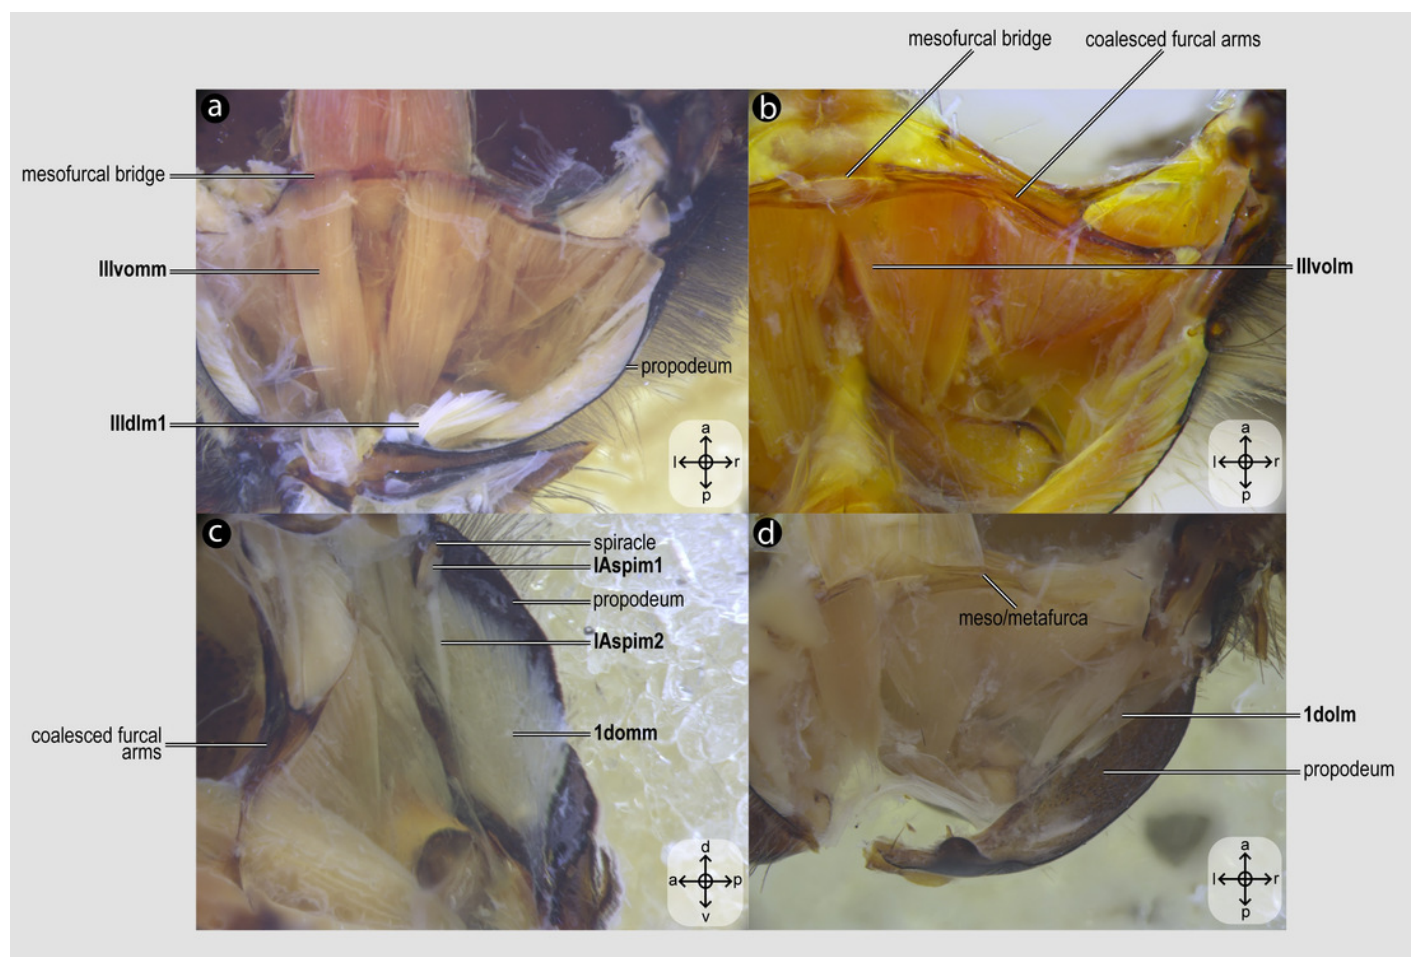 mesofurcal bridge
coalesced furcal arms
a
b
mesofurcal bridge
IIIvomm
IIIvolm
propodeum
IIIdlm1
a
l r
p
a
l r
p
c
d
spiracle
IAspim1
propodeum
IAspim2
meso/metafurca
1dolm
1domm
coalesced furcal
arms
propodeum
d
a p
v
a
l r
p